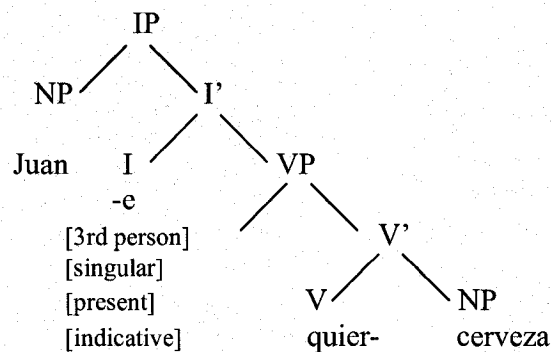 IP
NP I’
Juan I VP
-e
[3rd person] V’
[singular]
[present] V NP
[indicative] quier- cerveza